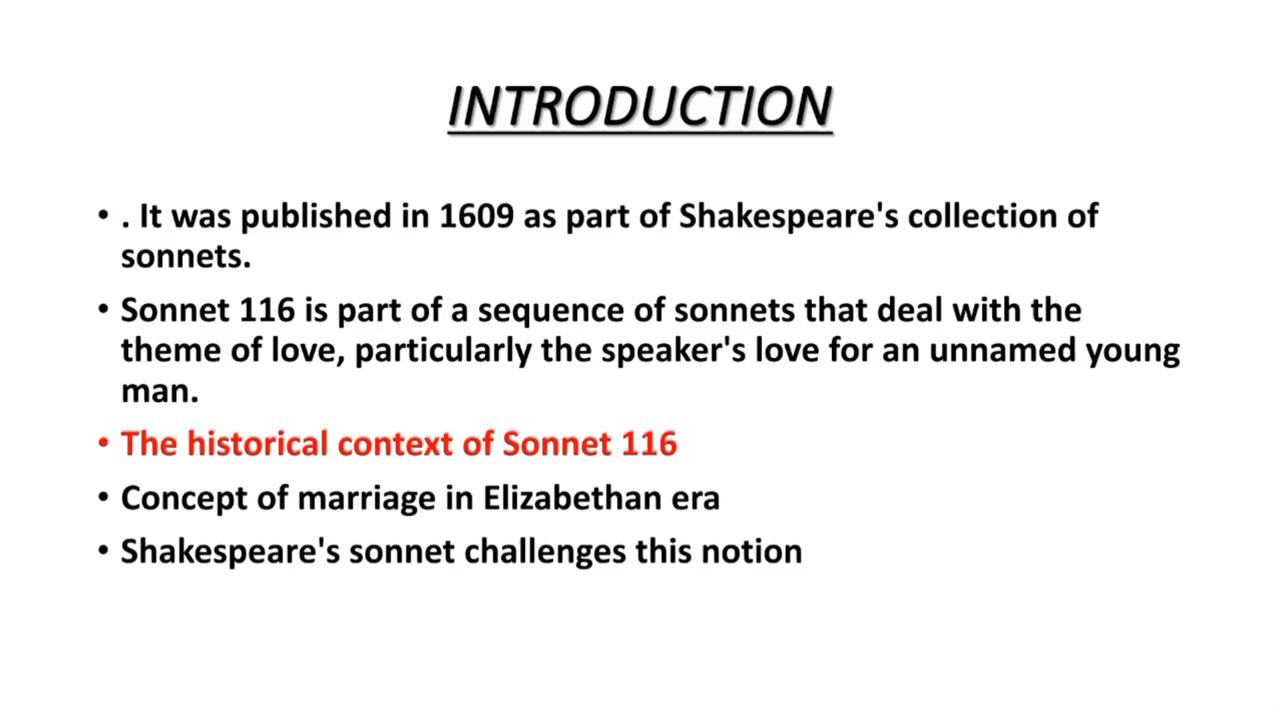 INTRODUCTION
• . It was published in 1609 as part of Shakespeare's collection of
sonnets.
• Sonnet 116 is part of a sequence of sonnets that deal with the
theme of love, particularly the speaker's love for an unnamed young
man.
• The historical context of Sonnet 116
• Concept of marriage in Elizabethan era
• Shakespeare's sonnet challenges this notion